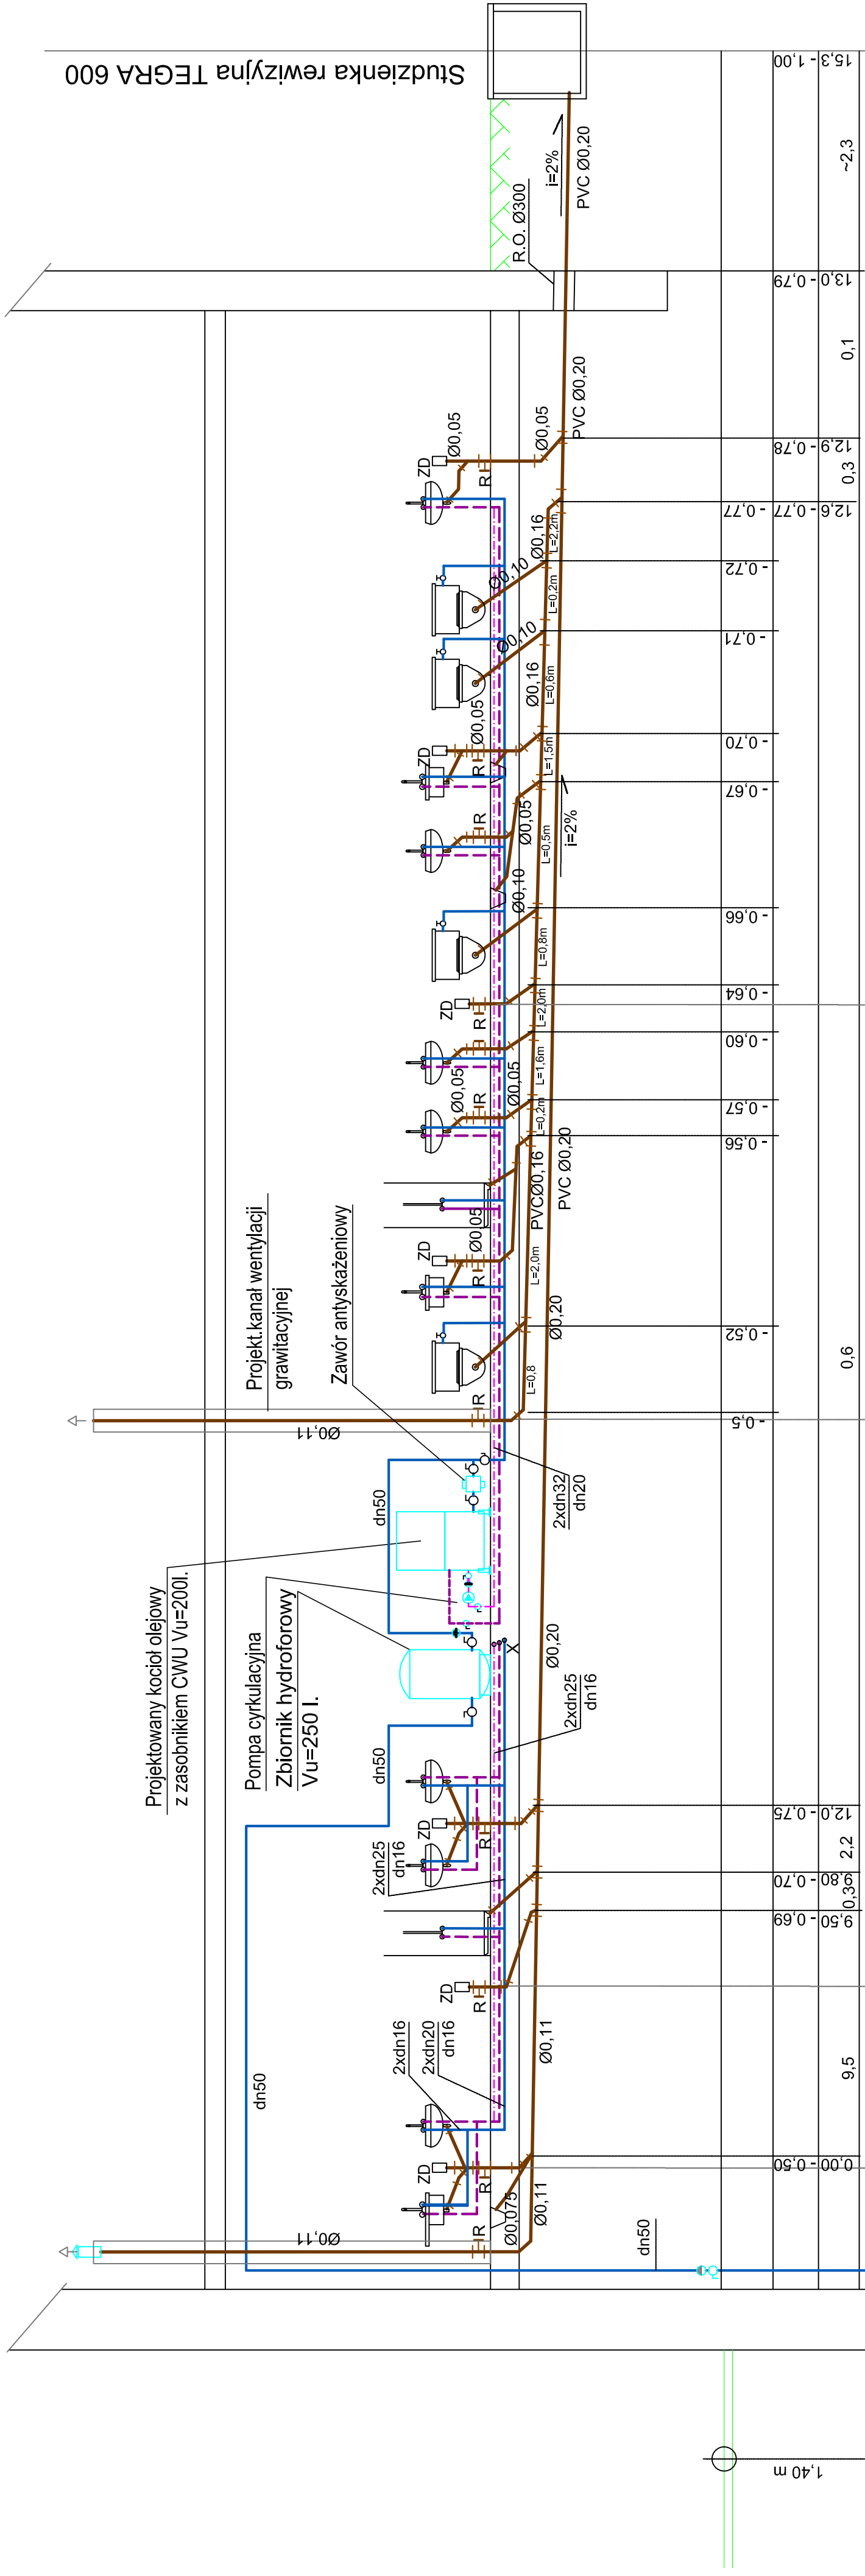 Studzienka rewizyjna TEGRA 600
R.O. Ø300
i=2%
PVC Ø0,20
15,3 - 1,00
~2,3
13,0 - 0,79
0,1
PVC Ø0,20
12,9 - 0,78
0,3
12,6 - 0,77
- 0,77
ZD
Ø0,05
R
Ø0,05
Ø0,16
L=2,2m
- 0,72
Ø0,10
L=0,2m
- 0,71
Ø0,10
Ø0,16
L=0,6m
- 0,70
ZD
Ø0,05
R
L=1,5m
- 0,67
R
Ø0,05
L=0,5m
i=2%
Ø0,10
- 0,66
L=0,8m
- 0,64
ZD
R
L=2,0m
- 0,60
R
L=1,6m
- 0,57
Ø0,05
Ø0,05
L=0,2m
- 0,56
PVCØ0,16
PVC Ø0,20
ZD
Ø0,05
R
L=2,0m
- 0,52
Ø0,20
L=0,8
R
- 0,5
0,6
Projekt.kanał wentylacji
grawitacyjnej
Zawór antyskażeniowy
Ø0,11
dn50
2xdn32
dn20
Projektowany kocioł olejowy
z zasobnikiem CWU Vu=200l.
Pompa cyrkulacyjna
Zbiornik hydroforowy
Vu=250 l.
X
Ø0,20
2xdn25
dn16
dn50
ZD
R
12,0 - 0,75
2,2
2xdn25
dn16
9,80 - 0,70
0,3
9,50 - 0,69
ZD
R
9,5
Ø0,11
2xdn16
2xdn20
dn16
dn50
ZD
R
0,00 - 0,50
Ø0,075
Ø0,11
R
Ø0,11
dn50
1,40 m